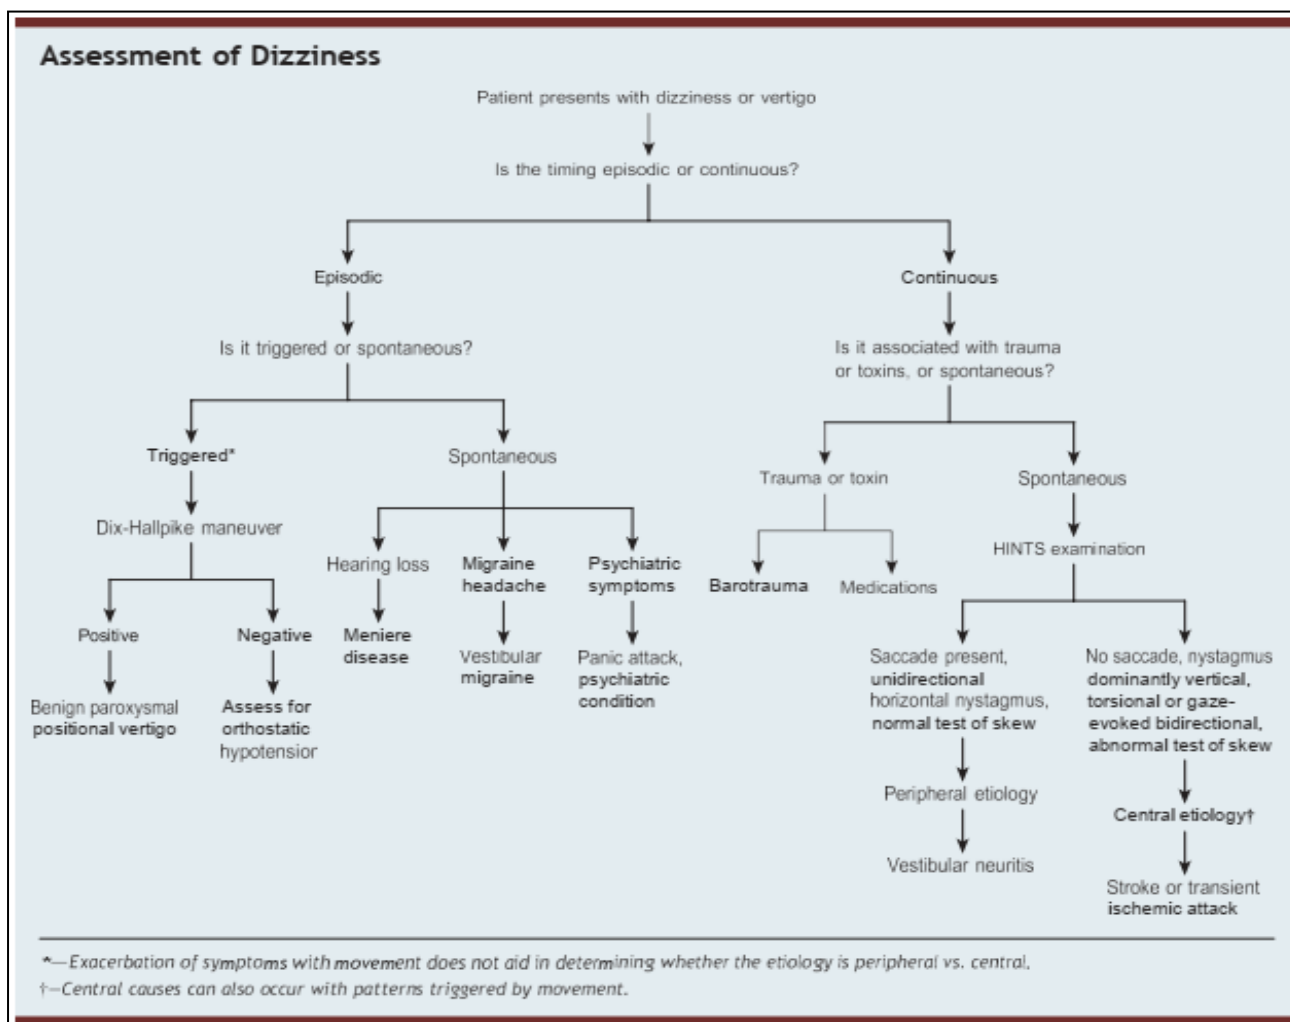 Assessment of Dizziness
Patient presents with dizziness or vertigo
Is the timing episodic or continuous?
Episodic
Continuous
Is it triggered or spontaneous?
Is it associated with trauma
or toxins, or spontaneous?
Triggered*
Spontaneous
Trauma or toxin
Spontaneous
Dix-Hallpike maneuver
HINTS examination
Hearing loss
Migraine
headache
Psychiatric
symptoms
Barotrauma
Medications
Positive
Negative
Meniere
disease
Vestibular
migraine
Panic attack,
psychiatric
condition
Saccade present,
unidirectional
horizontal nystagmus,
normal test of skew
No saccade, nystagmus
dominantly vertical,
torsional or gaze-
evoked bidirectional,
abnormal test of skew
Benign paroxysmal
positional vertigo
Assess for
orthostatic
hypotensior
Peripheral etiology
Central etiology†
Vestibular neuritis
Stroke or transient
ischemic attack
*—Exacerbation of symptoms with movement does not aid in determining whether the etiology is peripheral vs. central.
†—Central causes can also occur with patterns triggered by movement.